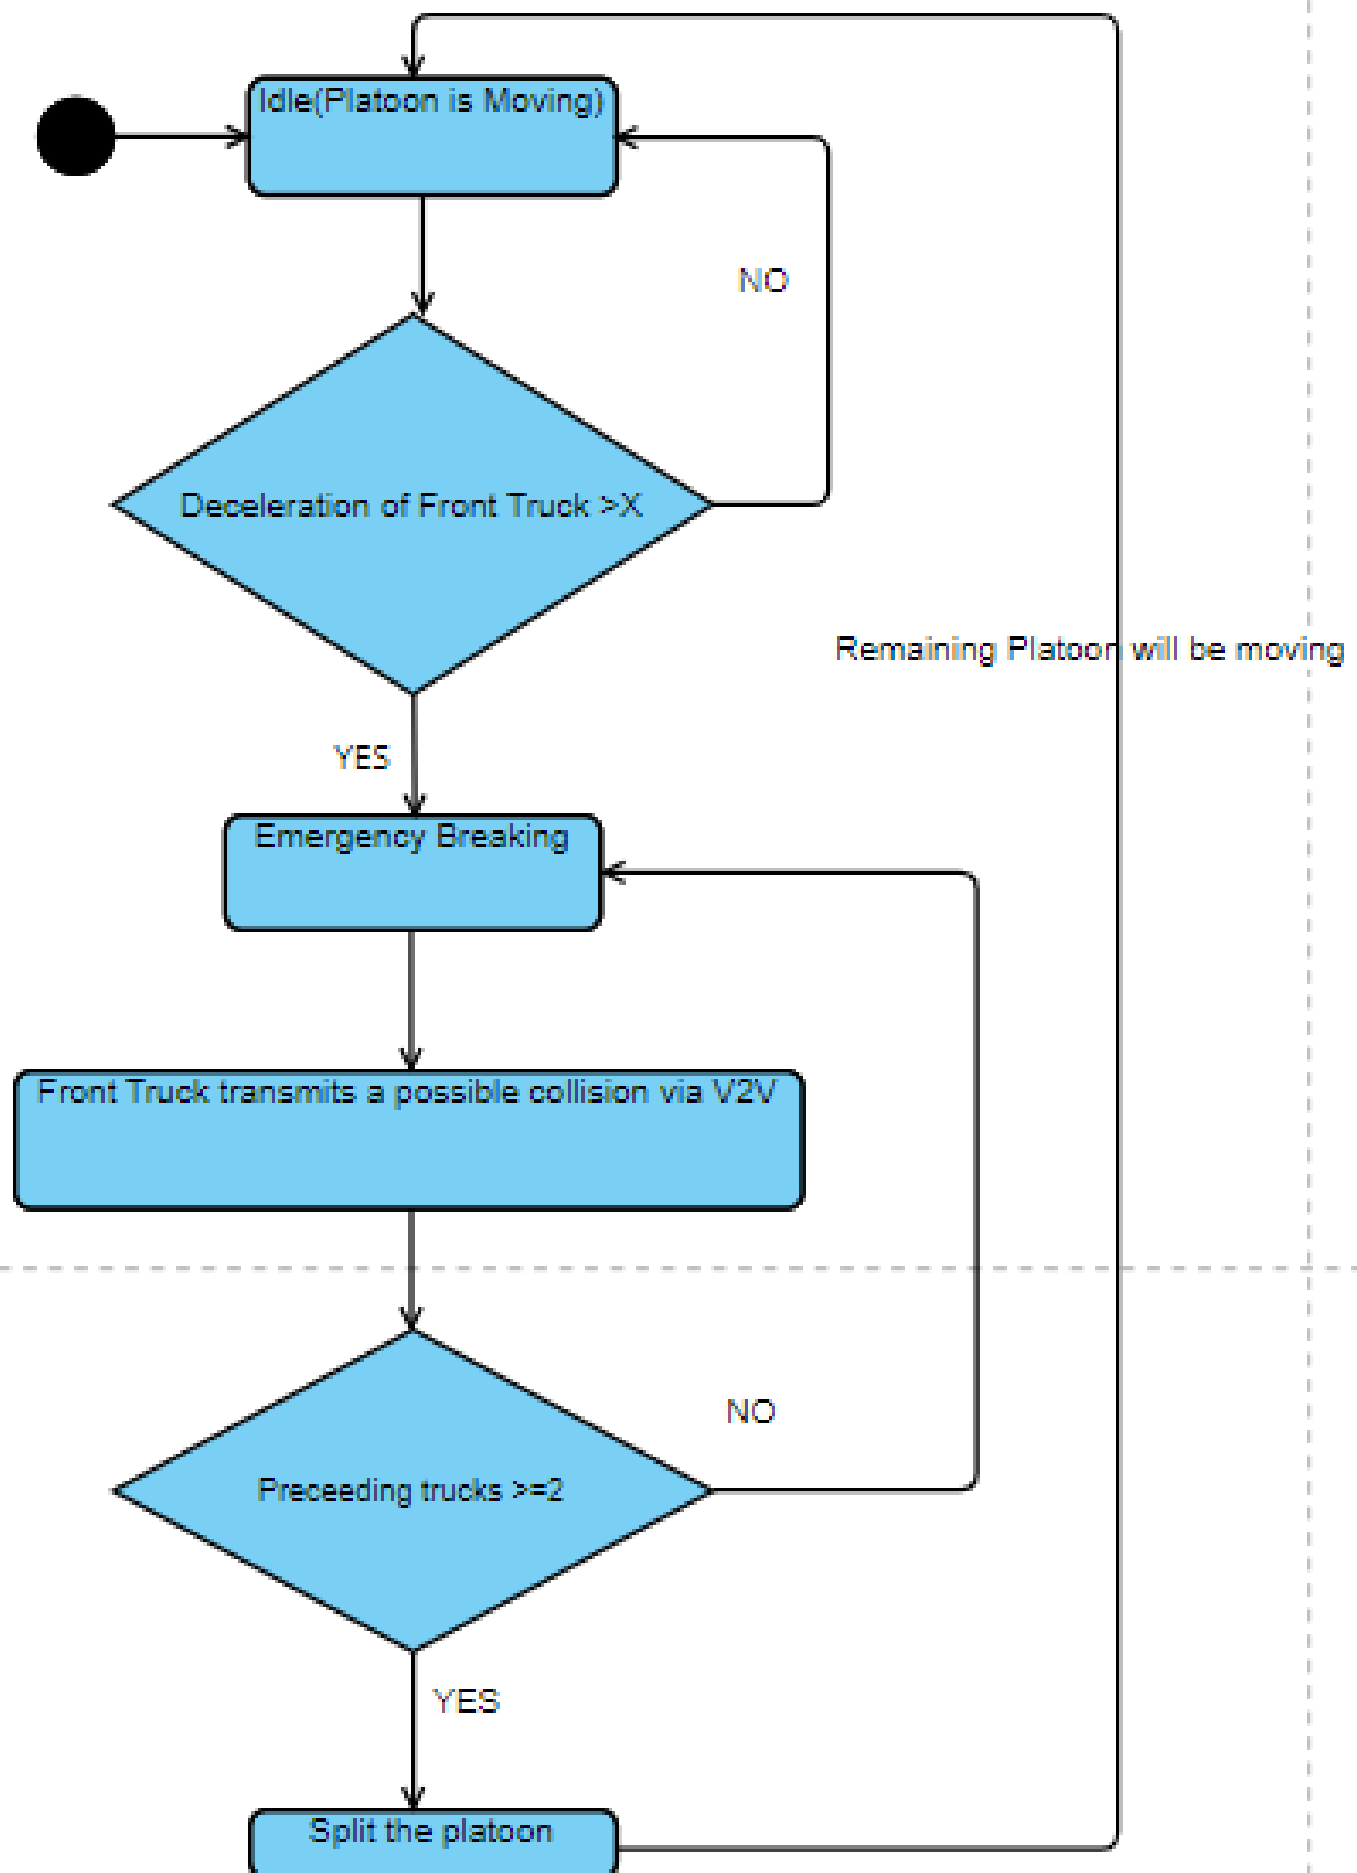 Idle(Platoon is Moving)
NO
Deceleration of Front Truck >X
Remaining Platoon will be moving
YES
Emergency Breaking
Front Truck transmits a possible collision via V2V
NO
Preceeding trucks >=2
YES
Split the platoon